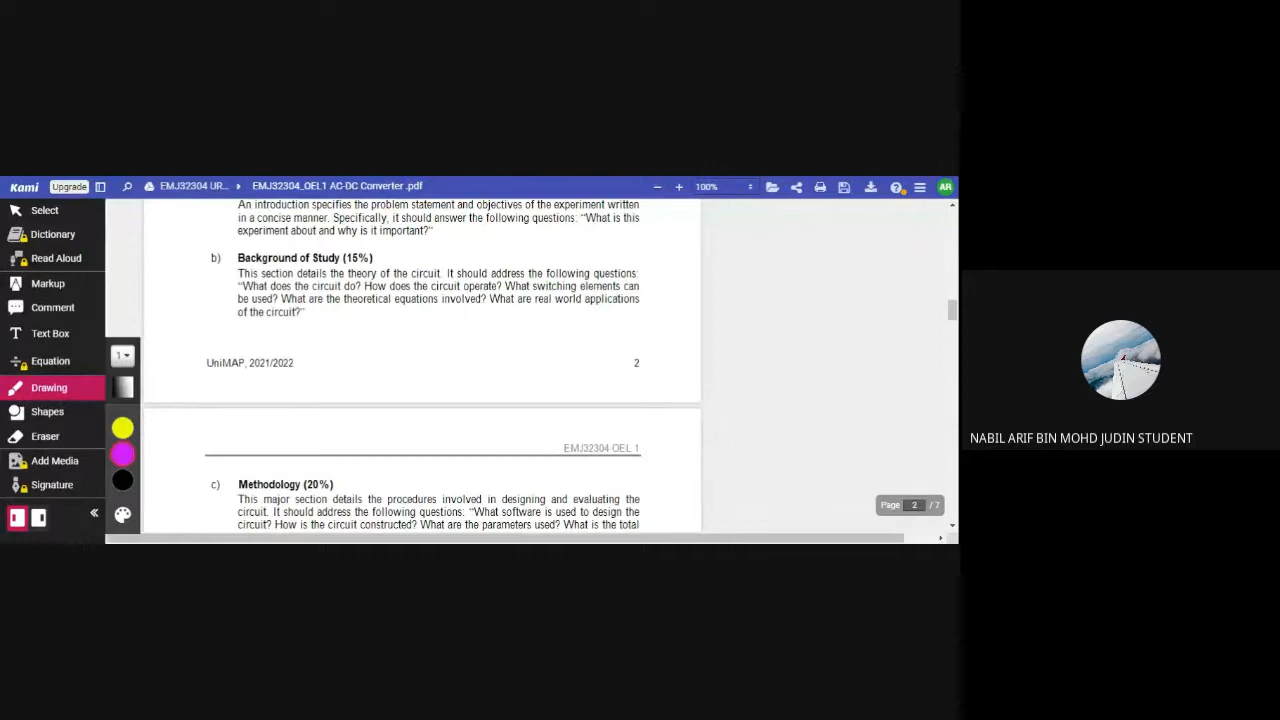 Kami Upgrade EMJ32304 UR... EMJ32304_OEL1 AC-DC Converter .pdf 100% AR
Select
Dictionary
Read Aloud
Markup
Comment
Text Box
Equation
Drawing
Shapes
Eraser
Add Media
Signature
1
An introduction specifies the problem statement and objectives of the experiment written
in a concise manner. Specifically, it should answer the following questions: “What is this
experiment about and why is it important?”
b) Background of Study (15%)
This section details the theory of the circuit. It should address the following questions:
“What does the circuit do? How does the circuit operate? What switching elements can
be used? What are the theoretical equations involved? What are real world applications
of the circuit?”
UniMAP, 2021/2022 2
EMJ32304 OEL 1
c) Methodology (20%)
This major section details the procedures involved in designing and evaluating the
circuit. It should address the following questions: “What software is used to design the
circuit? How is the circuit constructed? What are the parameters used? What is the total
Page 2 / 7
NABIL ARIF BIN MOHD JUDIN STUDENT